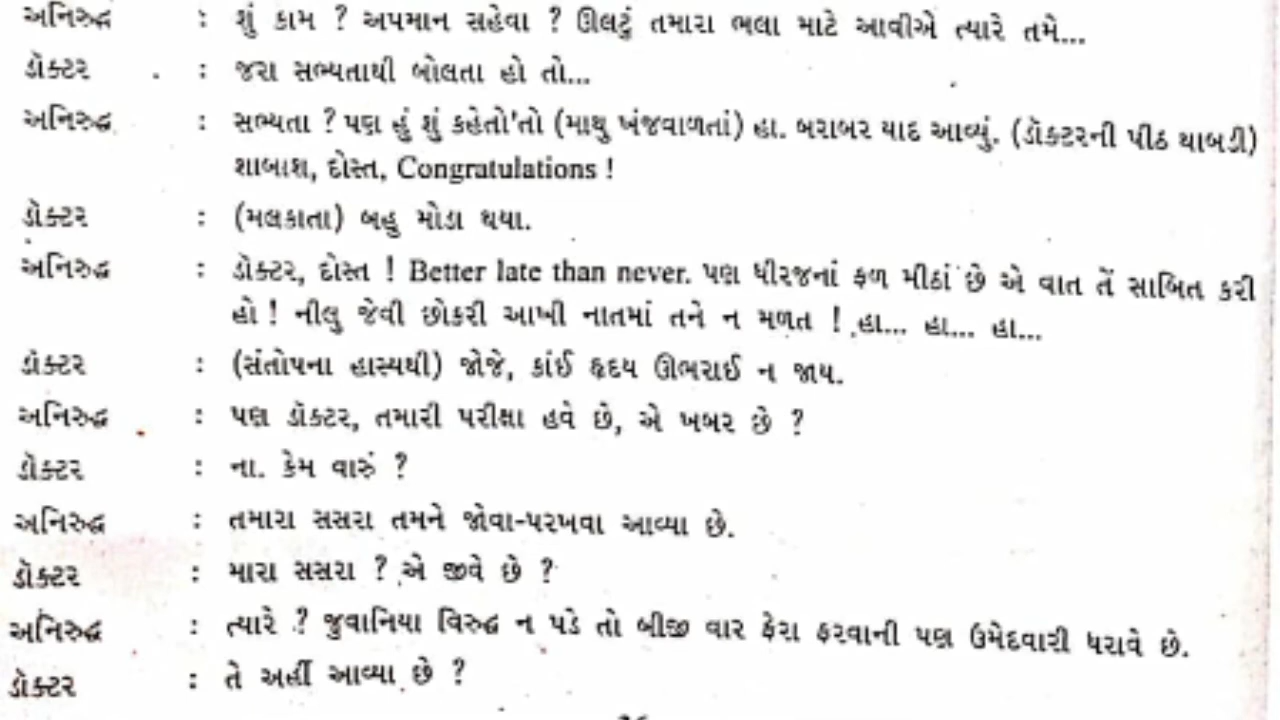 અનિરુદ્ધ : શું કામ ? અપમાન સહેવા ? ઊલટું તમારા ભલા માટે આવીએ ત્યારે તમે...
ડૉક્ટર : જરા સભ્યતાથી બોલતા હો તો...
અનિરુદ્ધ : સભ્યતા ? પણ હું શું કહેતો'તો (માથુ ખંજવાળતાં) હા. બરાબર યાદ આવ્યું. (ડૉક્ટરની પીઠ થાબડી)
શાબાશ, દોસ્ત, Congratulations !
ડૉક્ટર : (મલકાતા) બહુ મોડા થયા.
અનિરુદ્ધ : ડૉક્ટર, દોસ્ત ! Better late than never. પણ ધીરજનાં ફળ મીઠાં છે એ વાત તેં સાબિત કરી
હો ! નીલુ જેવી છોકરી આખી નાતમાં તને ન મળત ! હા... હા... હા...
ડૉક્ટર : (સંતોષના હાસ્યથી) જોજે, કાંઈ હૃદય ઊભરાઈ ન જાય.
અનિરુદ્ધ : પણ ડૉક્ટર, તમારી પરીક્ષા હવે છે, એ ખબર છે ?
ડૉક્ટર : ના. કેમ વારું ?
અનિરુદ્ધ : તમારા સસરા તમને જોવા-પરખવા આવ્યા છે.
ડૉક્ટર : મારા સસરા ? એ જીવે છે ?
અનિરુદ્ધ : ત્યારે ? જુવાનિયા વિરુદ્ધ ન પડે તો બીજી વાર ફેરા ફરવાની પણ ઉમેદવારી ધરાવે છે.
ડૉક્ટર : તે અહીં આવ્યા છે ?